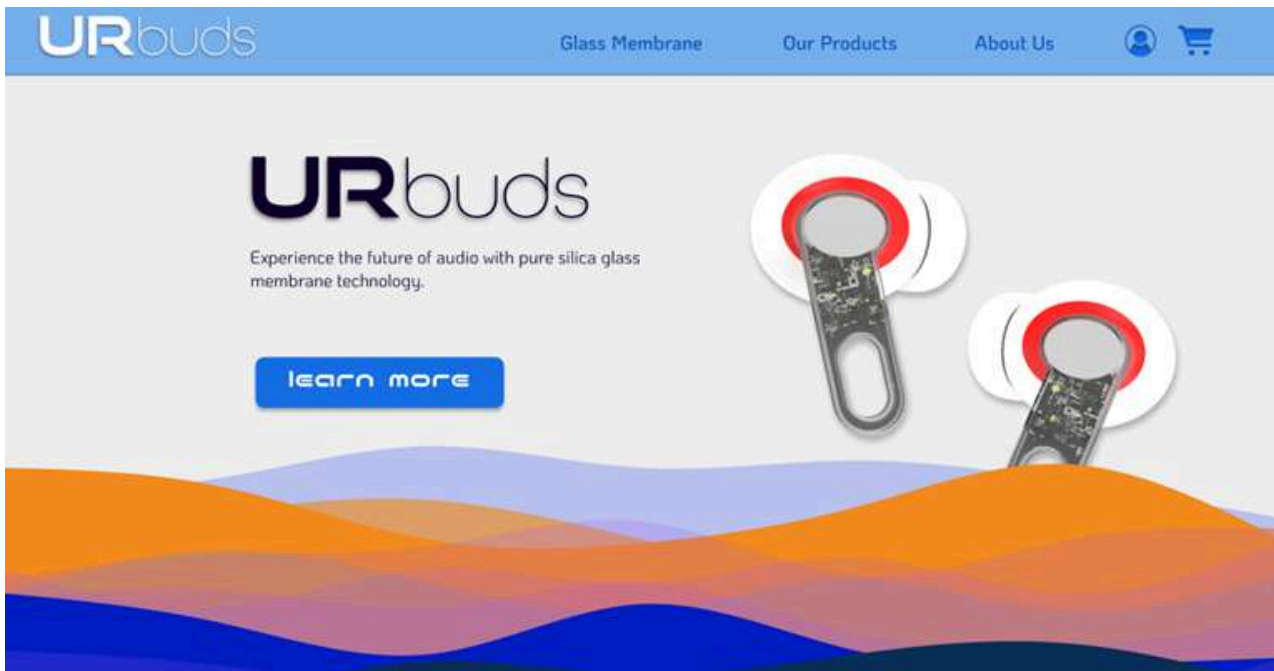 URbuds
Glass Membrane
Our Products
About Us
URbuds
Experience the future of audio with pure silica glass
membrane technology.
learn more